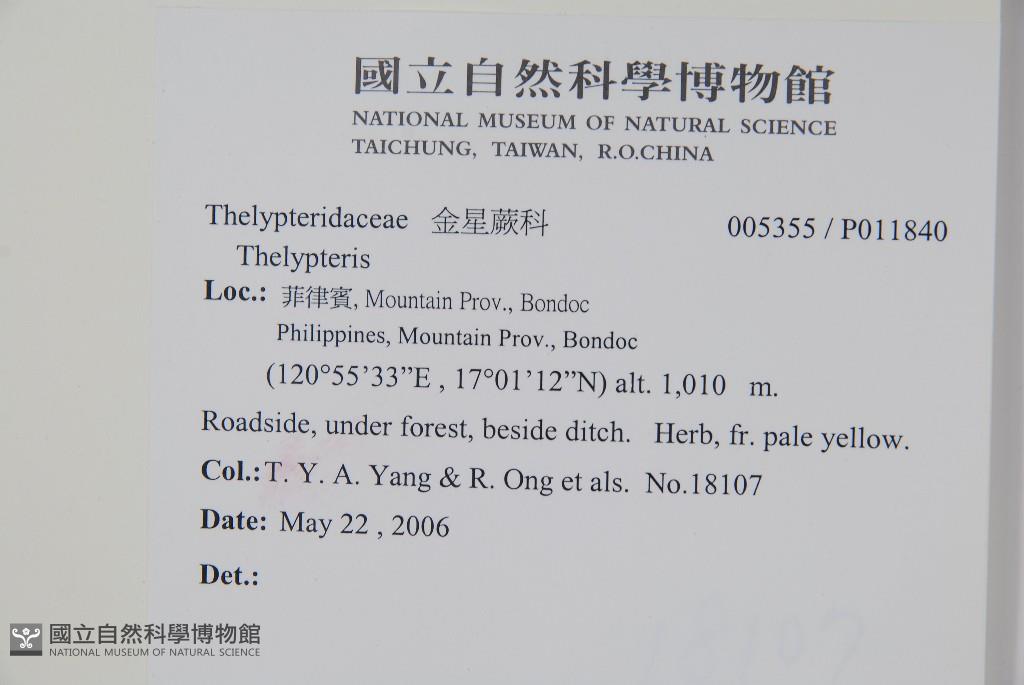 國立自然科學博物館
NATIONAL MUSEUM OF NATURAL SCIENCE
TAICHUNG, TAIWAN, R.O.CHINA
Thelypteridaceae 金星蕨科 005355 / P011840
Thelypteris
Loc.: 菲律賓, Mountain Prov., Bondoc
Philippines, Mountain Prov., Bondoc
(120°55’33”E , 17°01’12”N) alt. 1,010 m.
Roadside, under forest, beside ditch. Herb, fr. pale yellow.
Col.:T. Y. A. Yang & R. Ong et als. No.18107
Date: May 22 , 2006
Det.:
18107
國立自然科學博物館
NATIONAL MUSEUM OF NATURAL SCIENCE